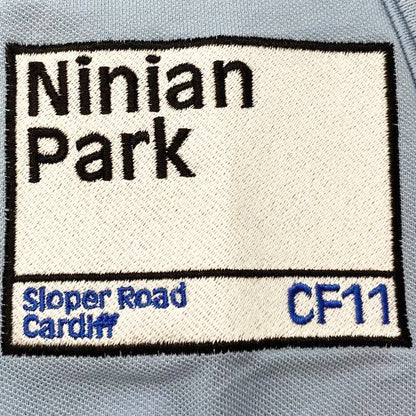 Ninian
Park
Sloper Road
Cardiff
CF11